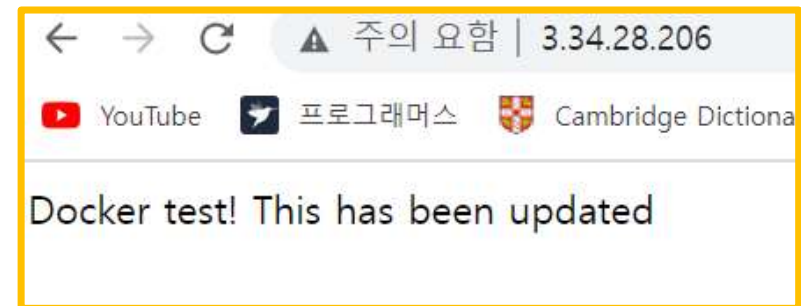 주의 요함 | 3.34.28.206
YouTube 프로그래머스 Cambridge Dictiona
Docker test! This has been updated